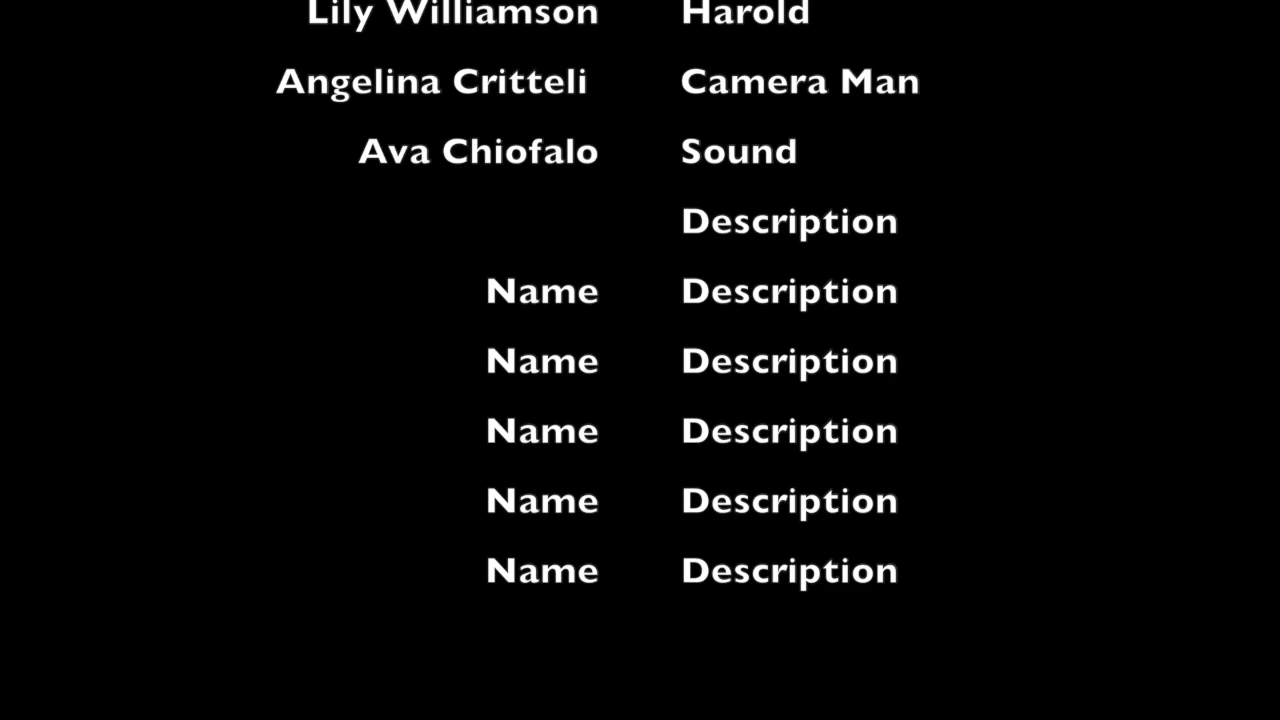 Lily Williamson Harold
Angelina Critteli Camera Man
Ava Chiofalo Sound
Description
Name Description
Name Description
Name Description
Name Description
Name Description